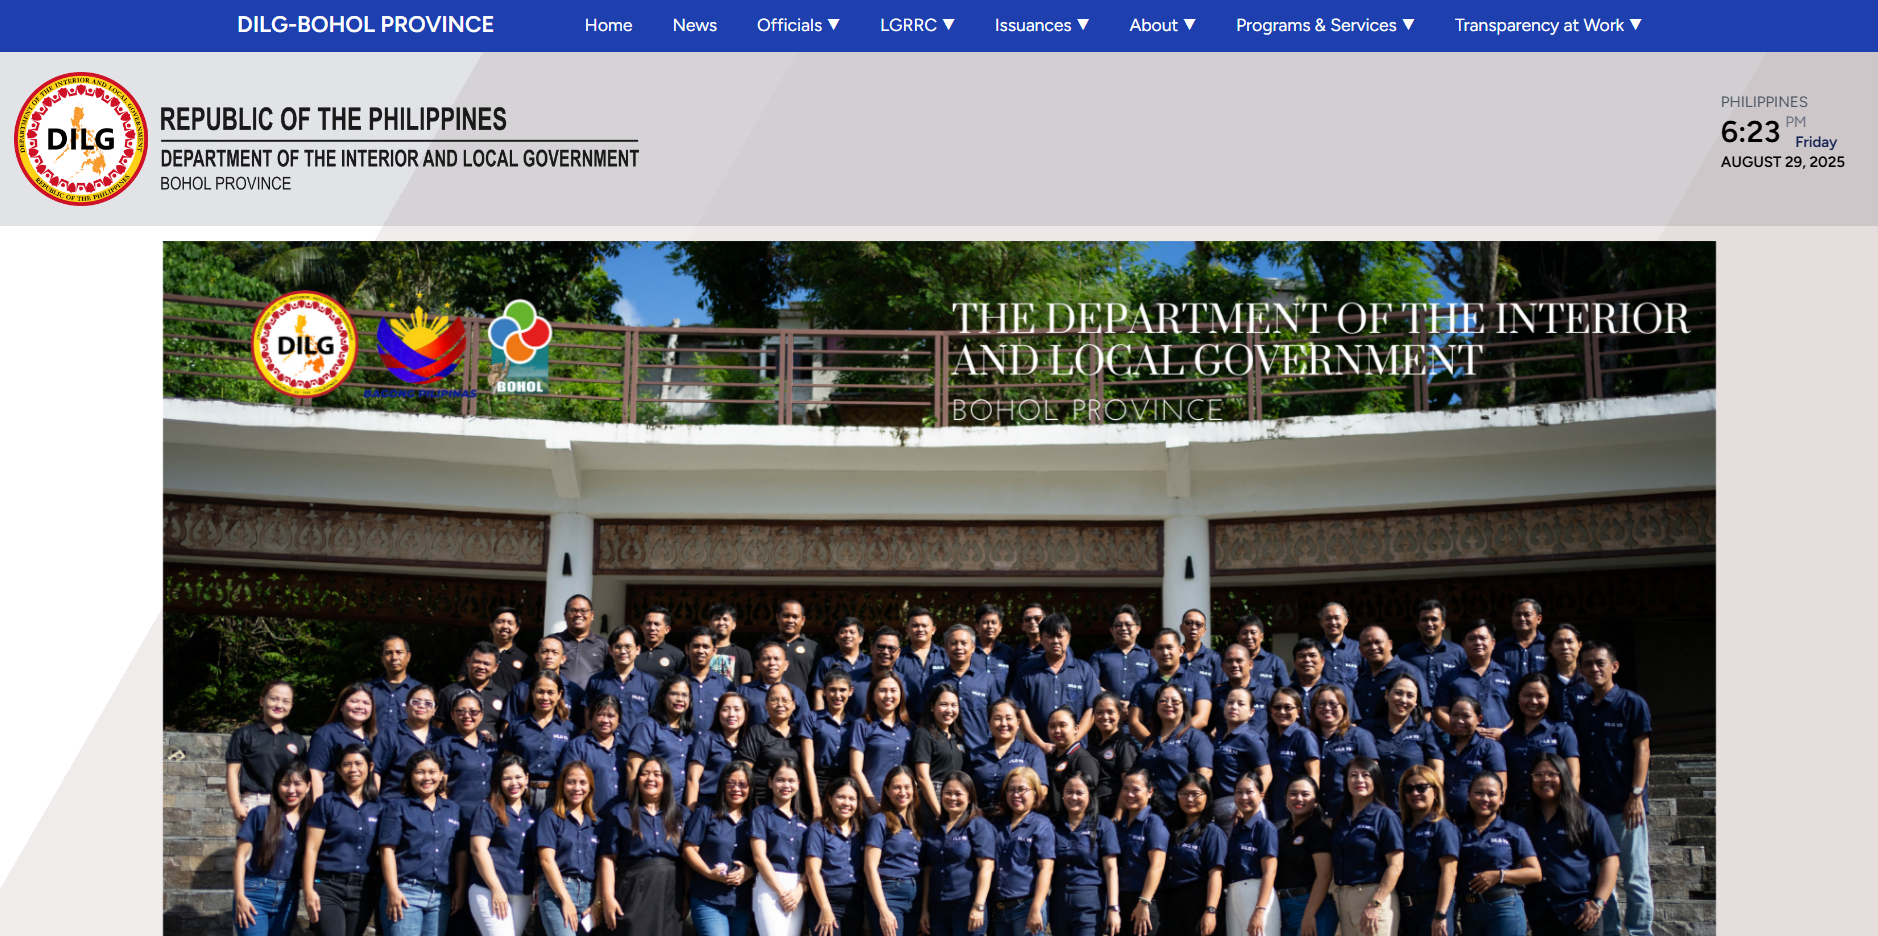 DILG-BOHOL PROVINCE
Home News Officials ▼ LGRRC ▼ Issuances ▼ About ▼ Programs & Services ▼ Transparency at Work ▼
DEPARTMENT OF THE INTERIOR AND LOCAL GOVERNMENT
DILG
REPUBLIC OF THE PHILIPPINES
REPUBLIC OF THE PHILIPPINES
DEPARTMENT OF THE INTERIOR AND LOCAL GOVERNMENT
BOHOL PROVINCE
PHILIPPINES
6:23 PM
Friday
AUGUST 29, 2025
DILG
BAGONG PILIPINAS
BOHOL
THE DEPARTMENT OF THE INTERIOR
AND LOCAL GOVERNMENT
BOHOL PROVINCE